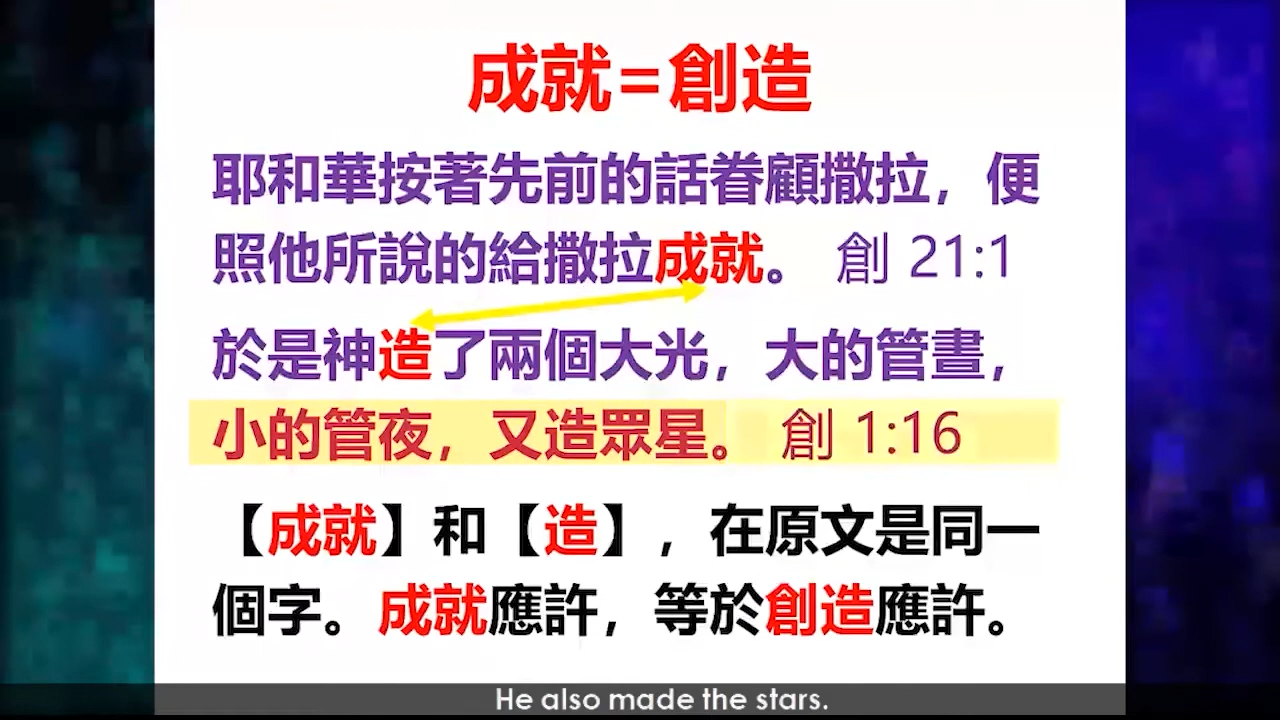 成就=創造
耶和華按著先前的話眷顧撒拉，便
照他所說的給撒拉成就。 創 21:1
於是神造了兩個大光，大的管晝，
小的管夜，又造眾星。 創 1:16
【成就】和【造】，在原文是同一
個字。成就應許，等於創造應許。
He also made the stars.